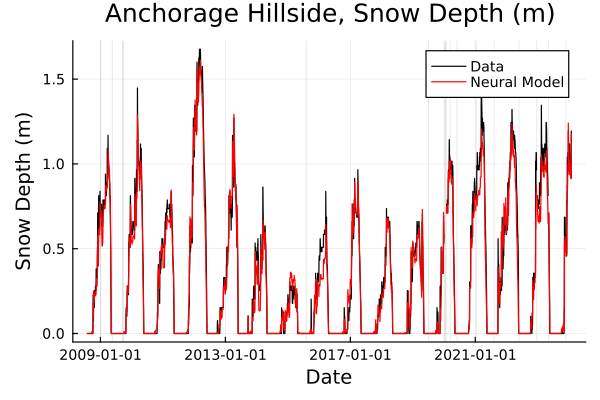 Anchorage Hillside, Snow Depth (m)
Data
Neural Model
Snow Depth (m)
1.5
1.0
0.5
0.0
2009-01-01
2013-01-01
2017-01-01
2021-01-01
Date